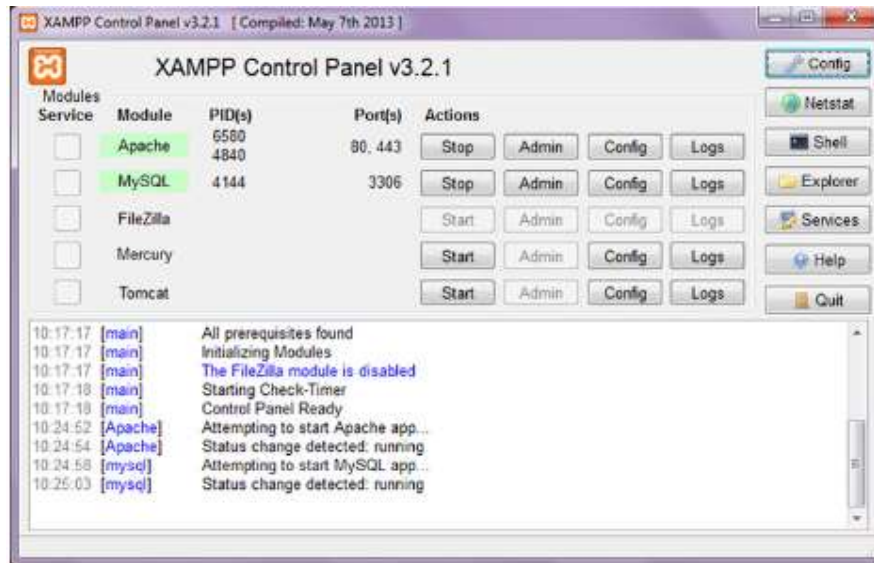 XAMPP Control Panel v3.2.1 [ Compiled: May 7th 2013 ]
XAMPP Control Panel v3.2.1
Config
Netstat
Shell
Explorer
Services
Help
Quit
Modules
Service Module PID(s) Port(s) Actions
Apache 6580 4840 80, 443 Stop Admin Config Logs
MySQL 4144 3306 Stop Admin Config Logs
FileZilla Start Admin Config Logs
Mercury Start Admin Config Logs
Tomcat Start Admin Config Logs
10:17:17 [main] All prerequisites found
10:17:17 [main] Initializing Modules
10:17:17 [main] The FileZilla module is disabled
10:17:18 [main] Starting Check-Timer
10:17:18 [main] Control Panel Ready
10:24:52 [Apache] Attempting to start Apache app...
10:24:54 [Apache] Status change detected: running
10:24:58 [mysql] Attempting to start MySQL app...
10:25:03 [mysql] Status change detected: running